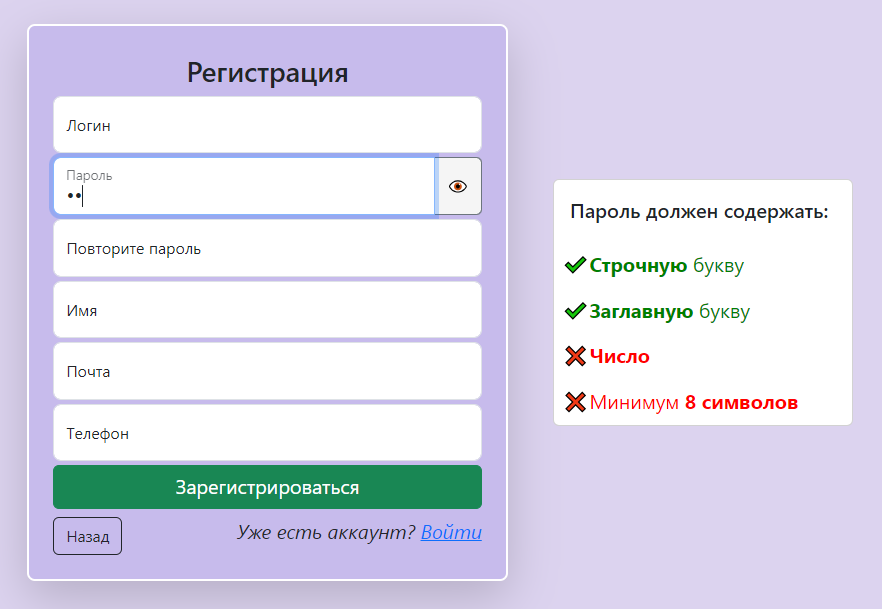 Регистрация
Логин
Пароль
••
Повторите пароль
Имя
Почта
Телефон
Зарегистрироваться
Назад
Уже есть аккаунт? Войти
Пароль должен содержать:
Строчную букву
Заглавную букву
Число
Минимум 8 символов